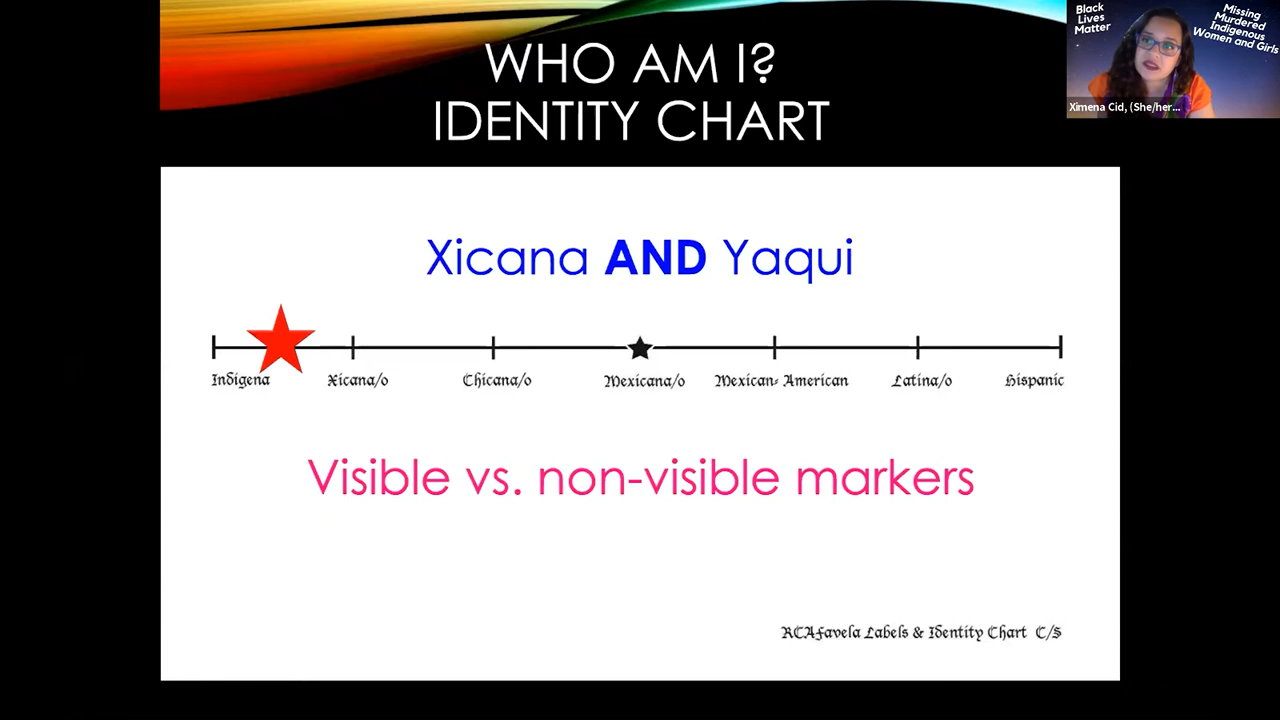 WHO AM I?
IDENTITY CHART
Black
Lives
Matter
Missing
Murdered
Indigenous
Women and Girls
Ximena Cid, (She/her...
Xicana AND Yaqui
Indigena Xicana/o Chicana/o Mexicana/o Mexican-American Latina/o Hispanic
Visible vs. non-visible markers
RCAFavela Labels & Identity Chart C/S